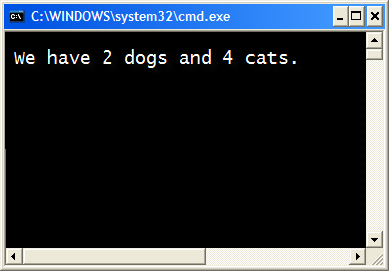 C:\WINDOWS\system32\cmd.exe
We have 2 dogs and 4 cats.